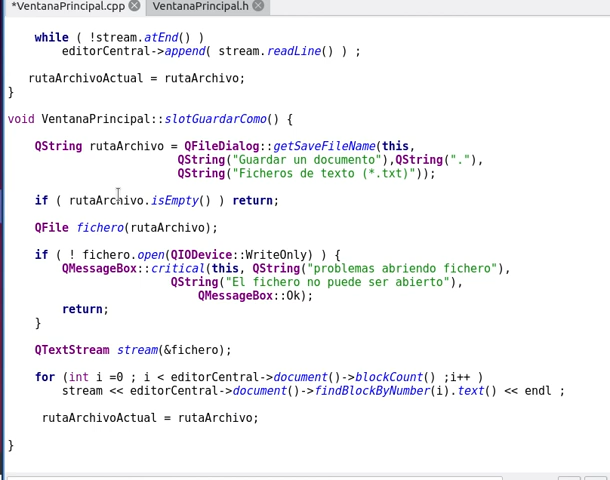 *VentanaPrincipal.cpp VentanaPrincipal.h
while ( !stream.atEnd() )
editorCentral->append( stream.readLine() ) ;
rutaArchivoActual = rutaArchivo;
}
void VentanaPrincipal::slotGuardarComo() {
QString rutaArchivo = QFileDialog::getSaveFileName(this,
QString("Guardar un documento"),QString("."),
QString("Ficheros de texto (*.txt)"));
if ( rutaArchivo.isEmpty() ) return;
QFile fichero(rutaArchivo);
if ( ! fichero.open(QIODevice::WriteOnly) ) {
QMessageBox::critical(this, QString("problemas abriendo fichero"),
QString("El fichero no puede ser abierto"),
QMessageBox::Ok);
return;
}
QTextStream stream(&fichero);
for (int i =0 ; i < editorCentral->document()->blockCount() ;i++ )
stream << editorCentral->document()->findBlockByNumber(i).text() << endl ;
rutaArchivoActual = rutaArchivo;
}